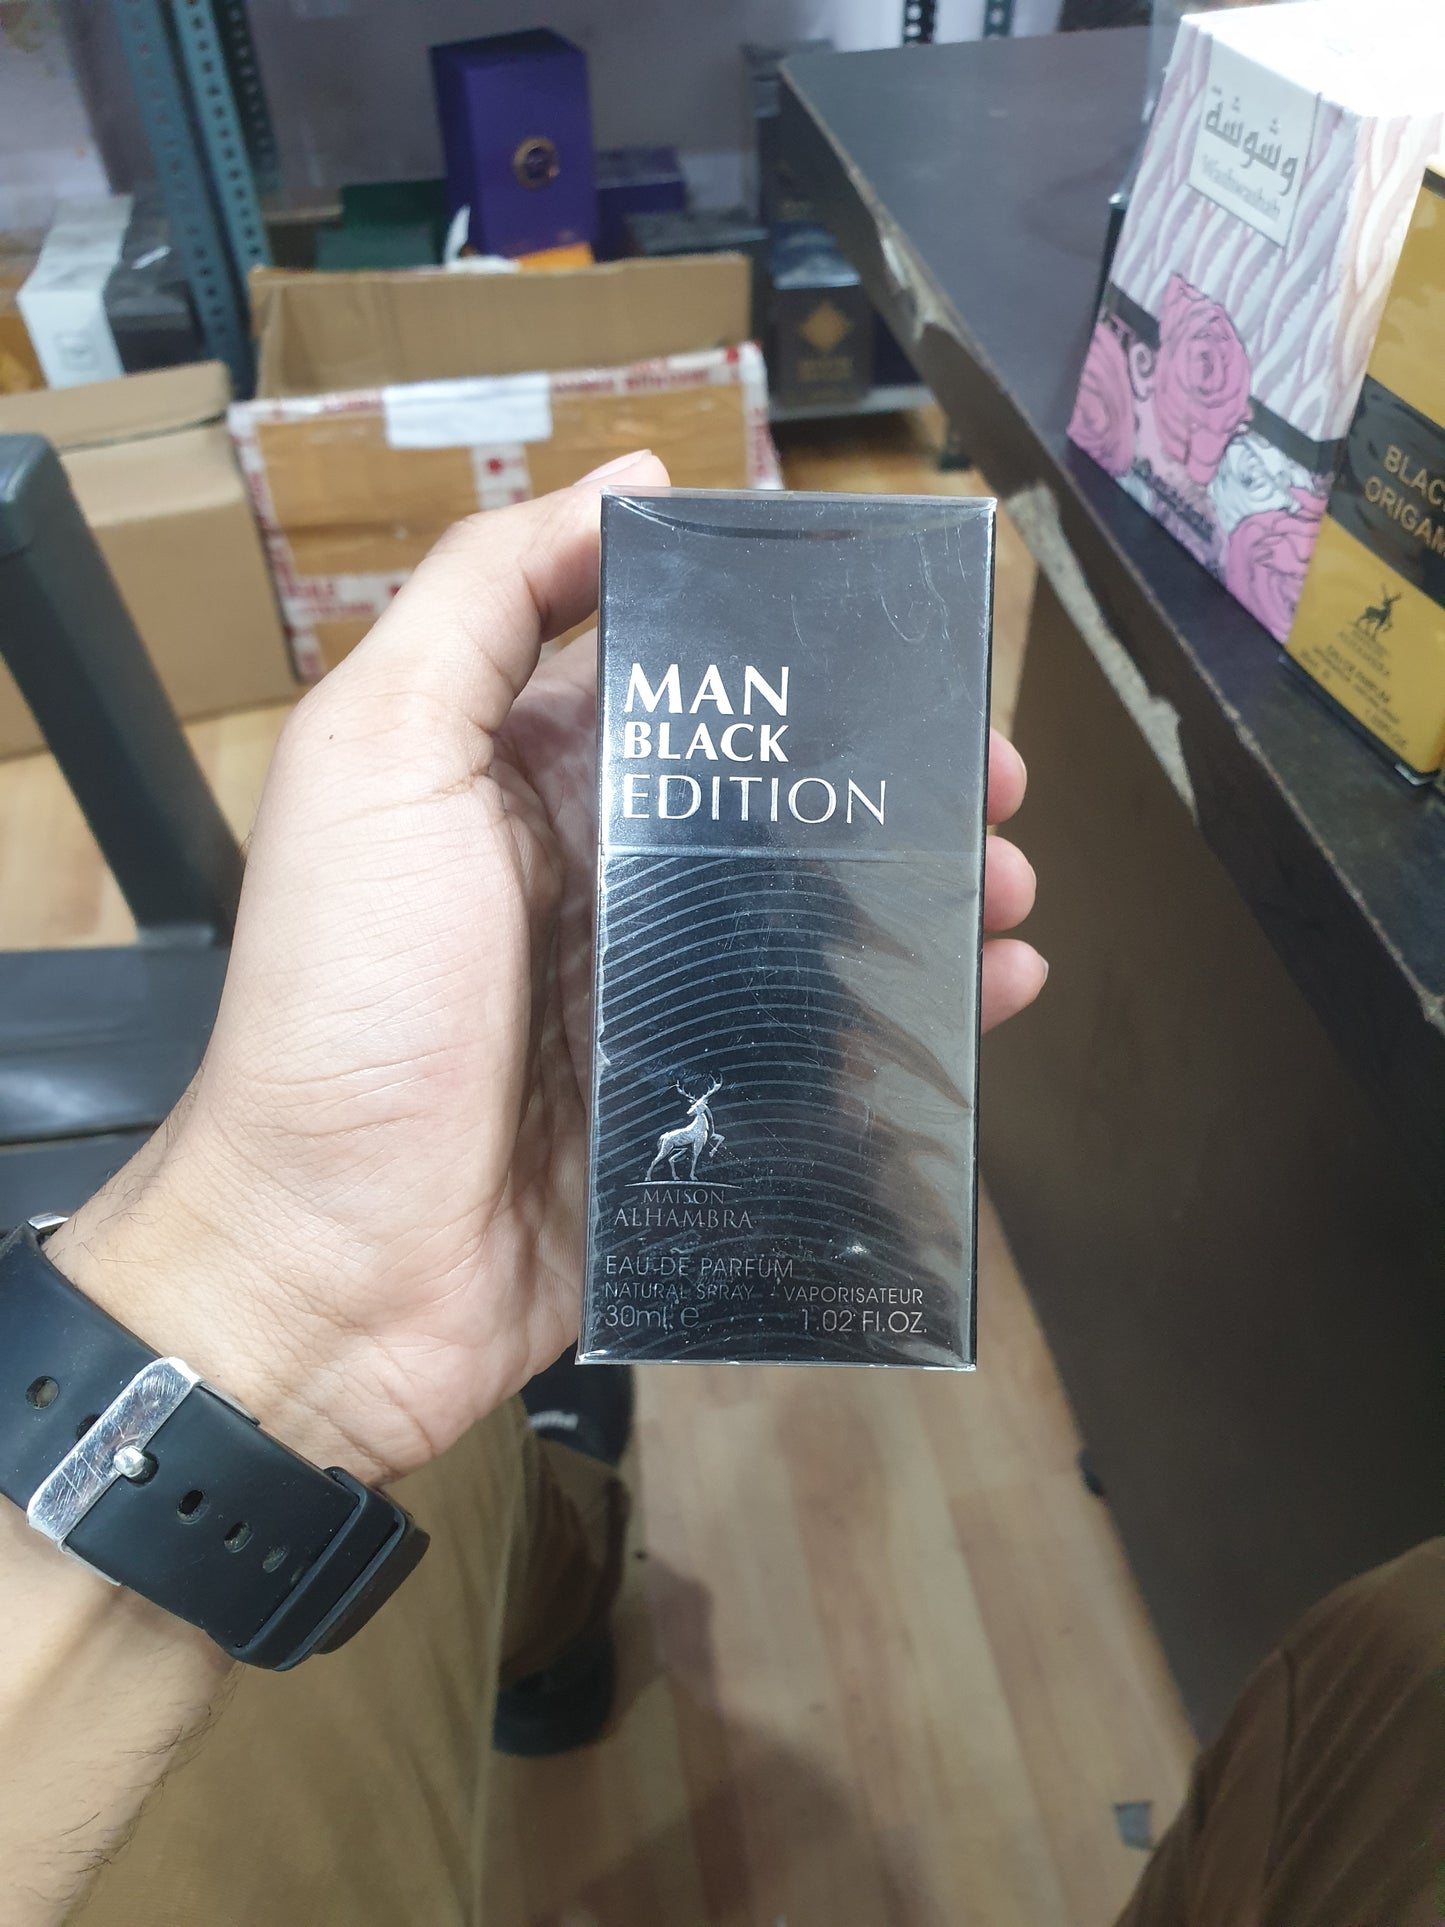 MAN
BLACK
EDITION
MAISON
ALHAMBRA
EAU DE PARFUM
NATURAL SPRAY - VAPORISATEUR
30ml. e 1.02 Fl.OZ.
وشوشة
Washwashah
BLAC
ORIGAM